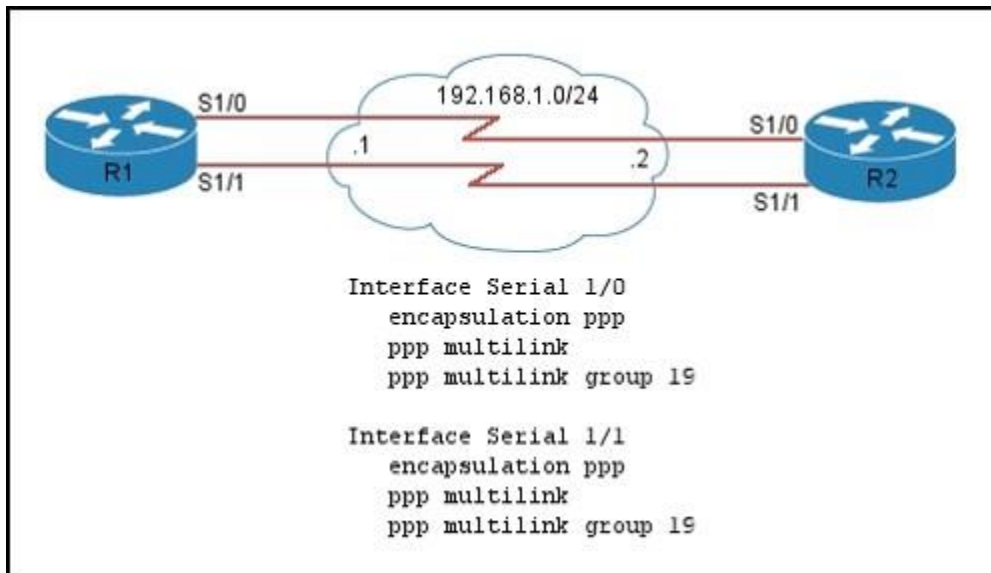 192.168.1.0/24
S1/0
S1/0
.1
.2
R1
R2
S1/1
S1/1
Interface Serial 1/0
encapsulation ppp
ppp multilink
ppp multilink group 19
Interface Serial 1/1
encapsulation ppp
ppp multilink
ppp multilink group 19